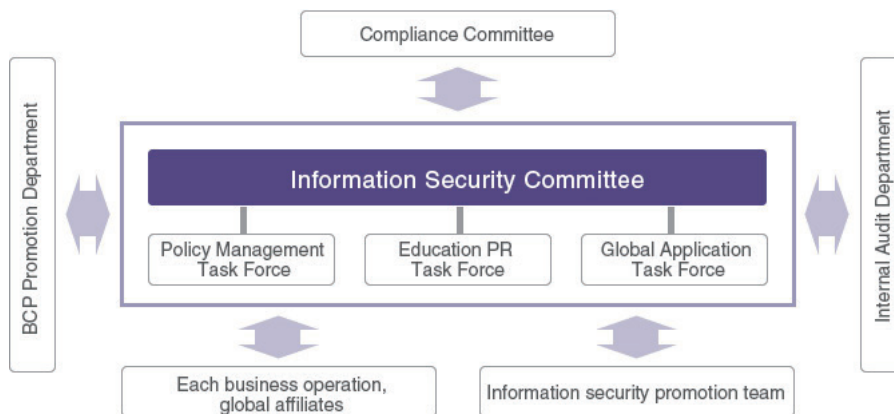 Compliance Committee
BCP Promotion Department
Information Security Committee
Policy Management
Task Force
Education PR
Task Force
Global Application
Task Force
Internal Audit Department
Each business operation,
global affiliates
Information security promotion team